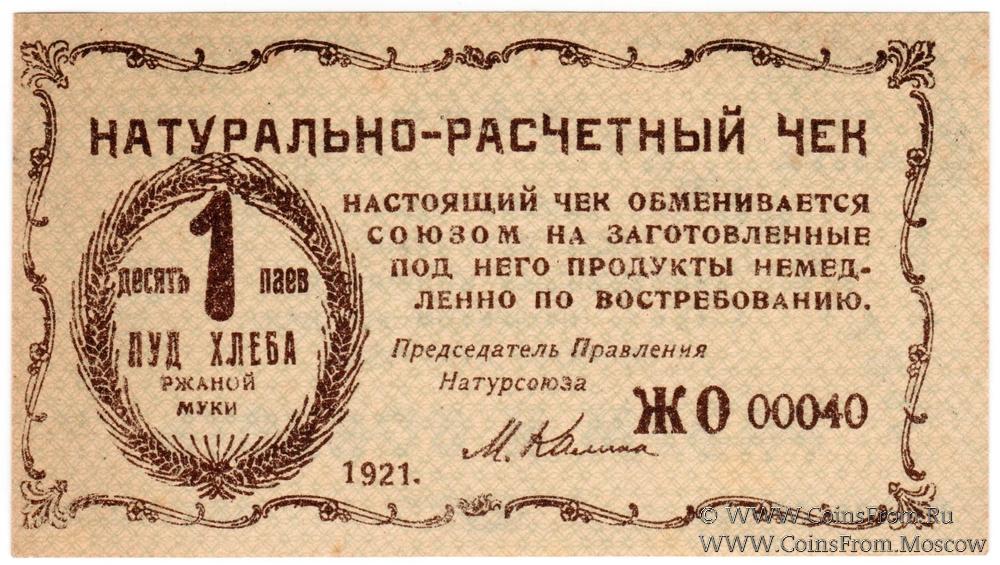 НАТУРАЛЬНО-РАСЧЕТНЫЙ ЧЕК
1
десять паев
ПУД ХЛЕБА
РЖАНОЙ
МУКИ
НАСТОЯЩИЙ ЧЕК ОБМЕНИВАЕТСЯ
СОЮЗОМ НА ЗАГОТОВЛЕННЫЕ
ПОД НЕГО ПРОДУКТЫ НЕМЕД-
ЛЕННО ПО ВОСТРЕБОВАНИЮ.
Председатель Правления
Натурсоюза
ЖО 00040
1921.
© WWW.CoinsFrom.Ru
WWW.CoinsFrom.Moscow